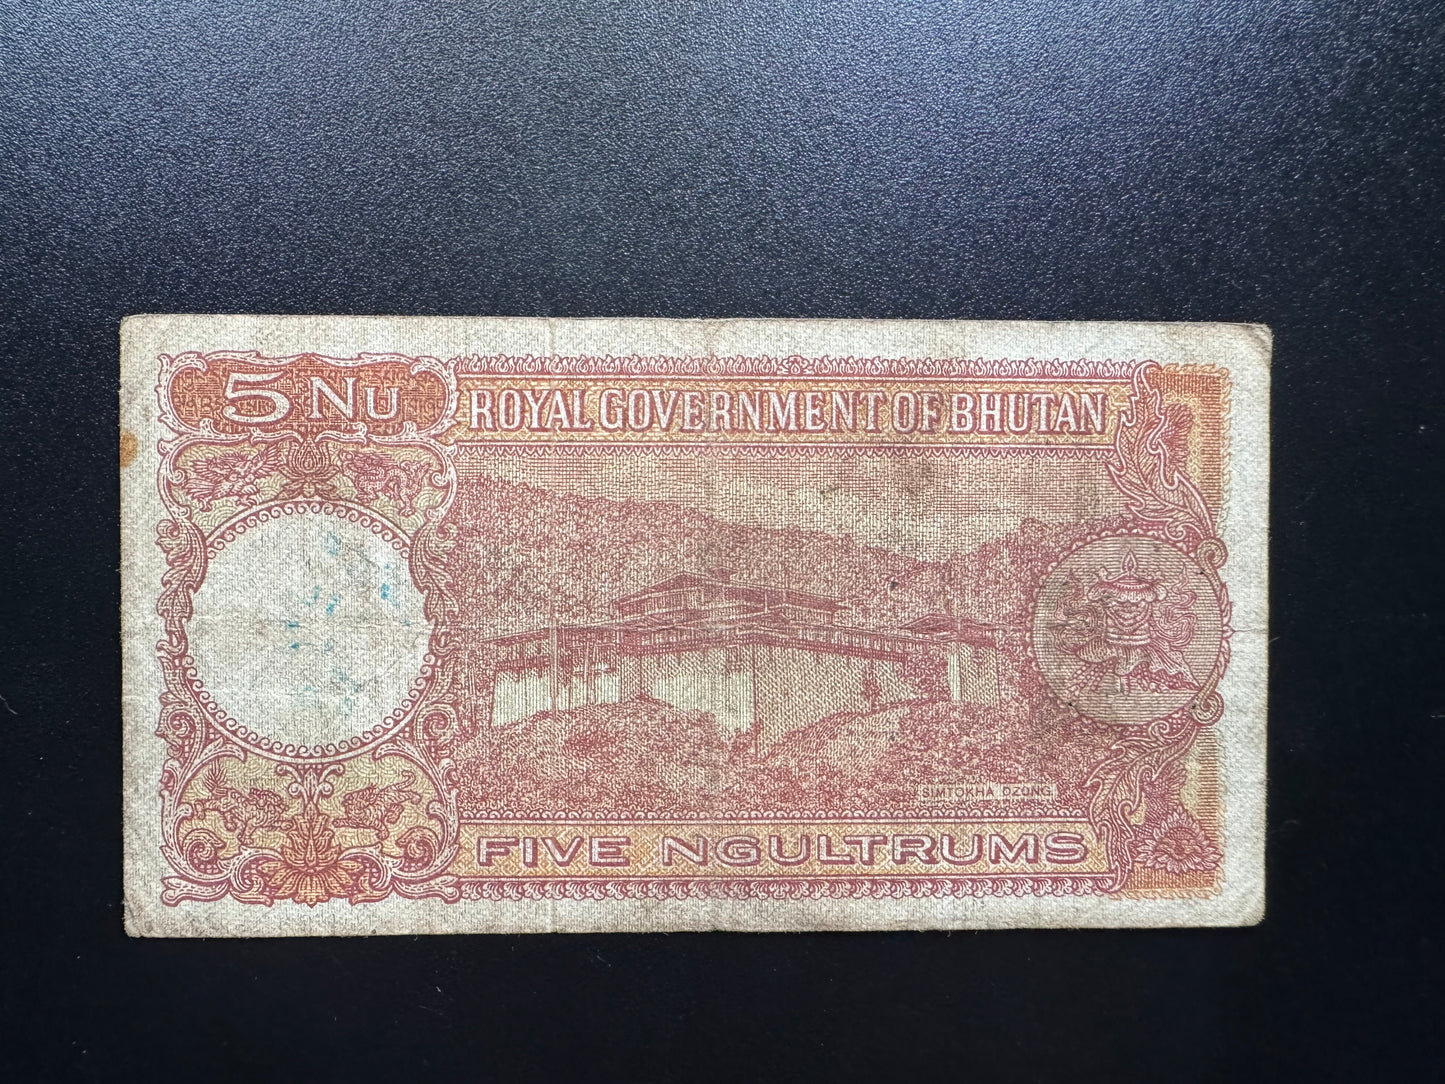 5 NU
ROYAL GOVERNMENT OF BHUTAN
SIMTOKHA DZONG
FIVE NGULTRUMS